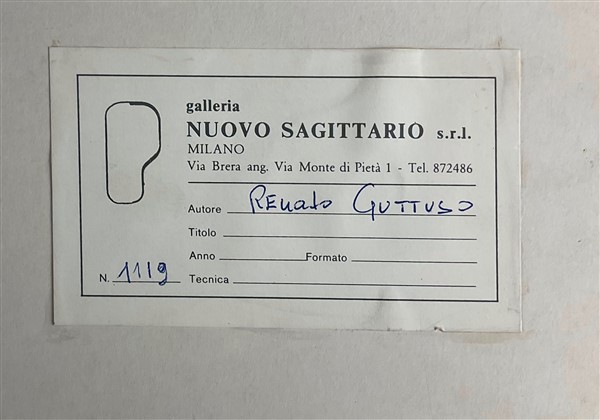 galleria
NUOVO SAGITTARIO s.r.l.
MILANO
Via Brera ang. Via Monte di Pietà 1 - Tel. 872486
Autore Renato Guttuso
Titolo
Anno Formato
N. 1119 Tecnica